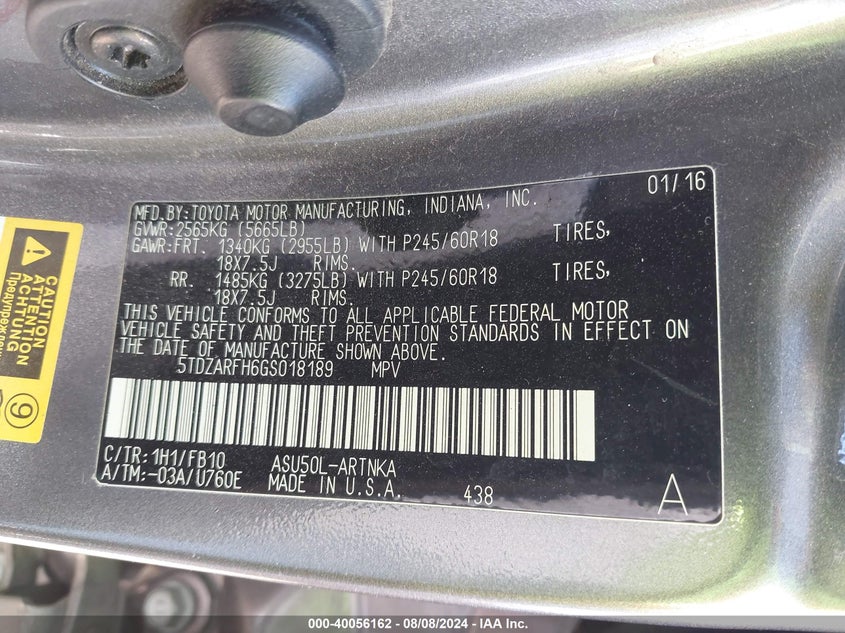 MFD.BY:TOYOTA MOTOR MANUFACTURING, INDIANA, INC. 01/16
GVWR:2565KG (5665LB)
GAWR:FRT. 1340KG (2955LB) WITH P245/60R18 TIRES,
18X7.5J RIMS.
RR. 1485KG (3275LB) WITH P245/60R18 TIRES,
18X7.5J RIMS.
THIS VEHICLE CONFORMS TO ALL APPLICABLE FEDERAL MOTOR
VEHICLE SAFETY AND THEFT PREVENTION STANDARDS IN EFFECT ON
THE DATE OF MANUFACTURE SHOWN ABOVE.
5TDZARFH6GS018189 MPV
C/TR:1H1/FB10 ASU50L-ARTNKA
A/TM:-03A/U760E MADE IN U.S.A. 438 A
CAUTION
ATTENTION
ACHTUNG
9
000-40056162 - 08/08/2024 - IAA Inc.